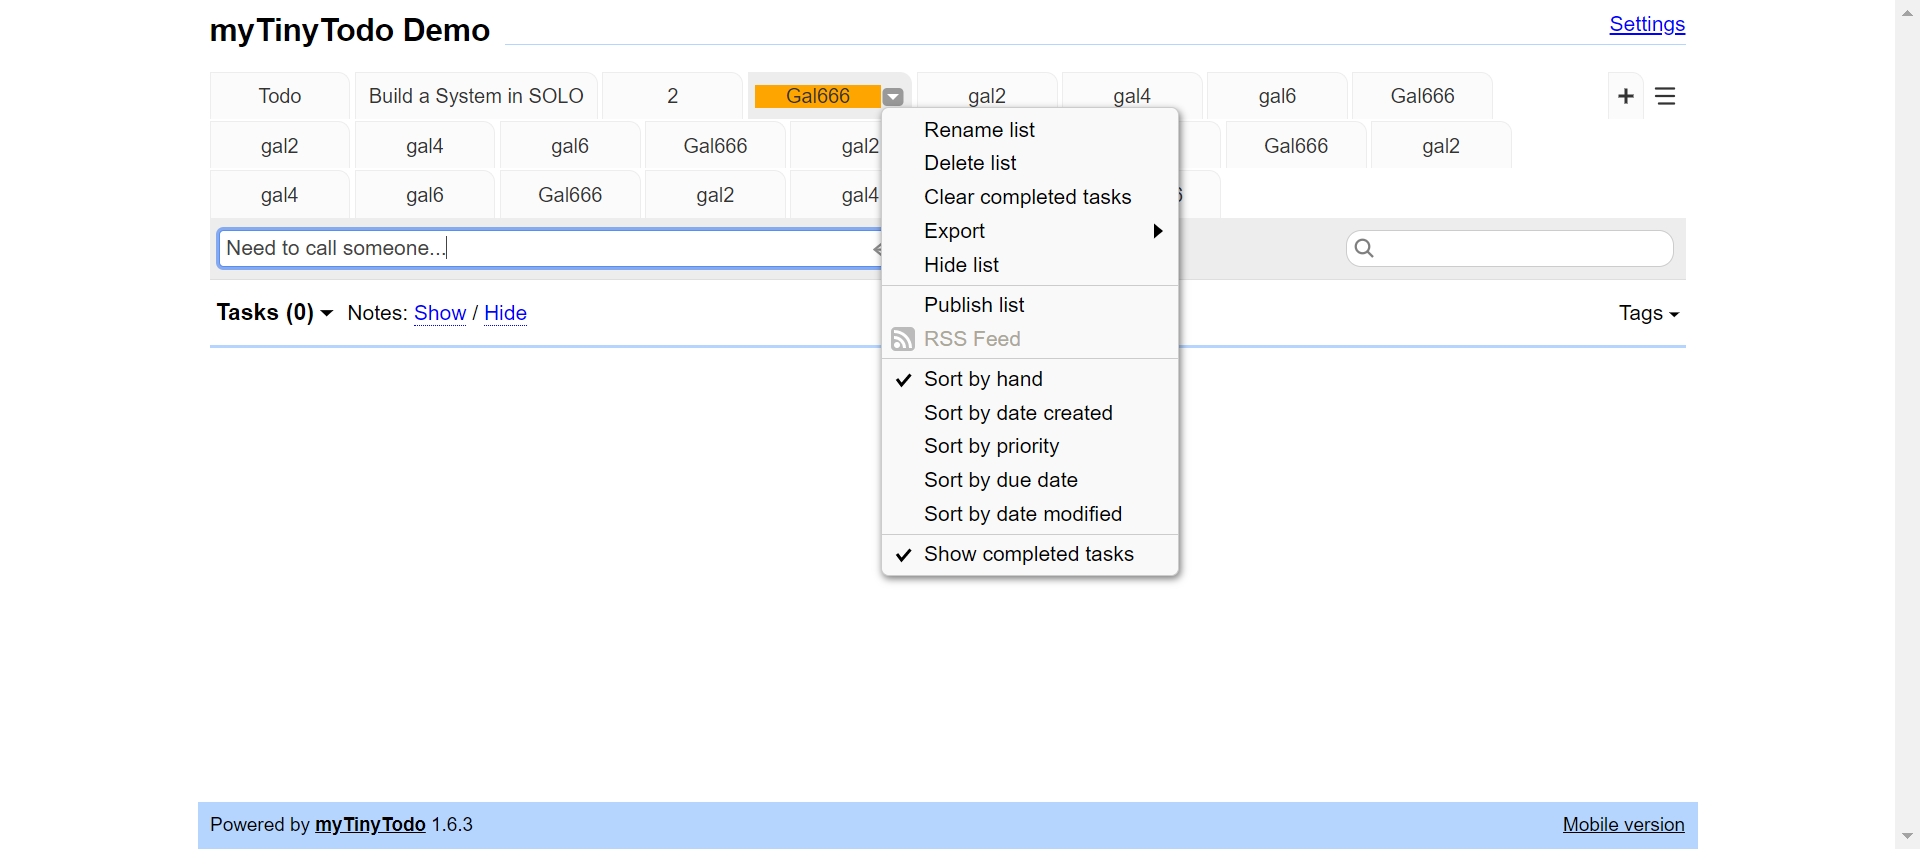 myTinyTodo Demo
Settings
Todo
Build a System in SOLO
2
Gal666
gal2
gal4
gal6
Gal666
gal2
gal4
gal6
Gal666
gal2
Gal666
gal2
gal4
gal6
Gal666
gal2
gal4
Need to call someone...
Tasks (0)
Notes: Show / Hide
Tags
Rename list
Delete list
Clear completed tasks
Export
Hide list
Publish list
RSS Feed
Sort by hand
Sort by date created
Sort by priority
Sort by due date
Sort by date modified
Show completed tasks
Powered by myTinyTodo 1.6.3
Mobile version